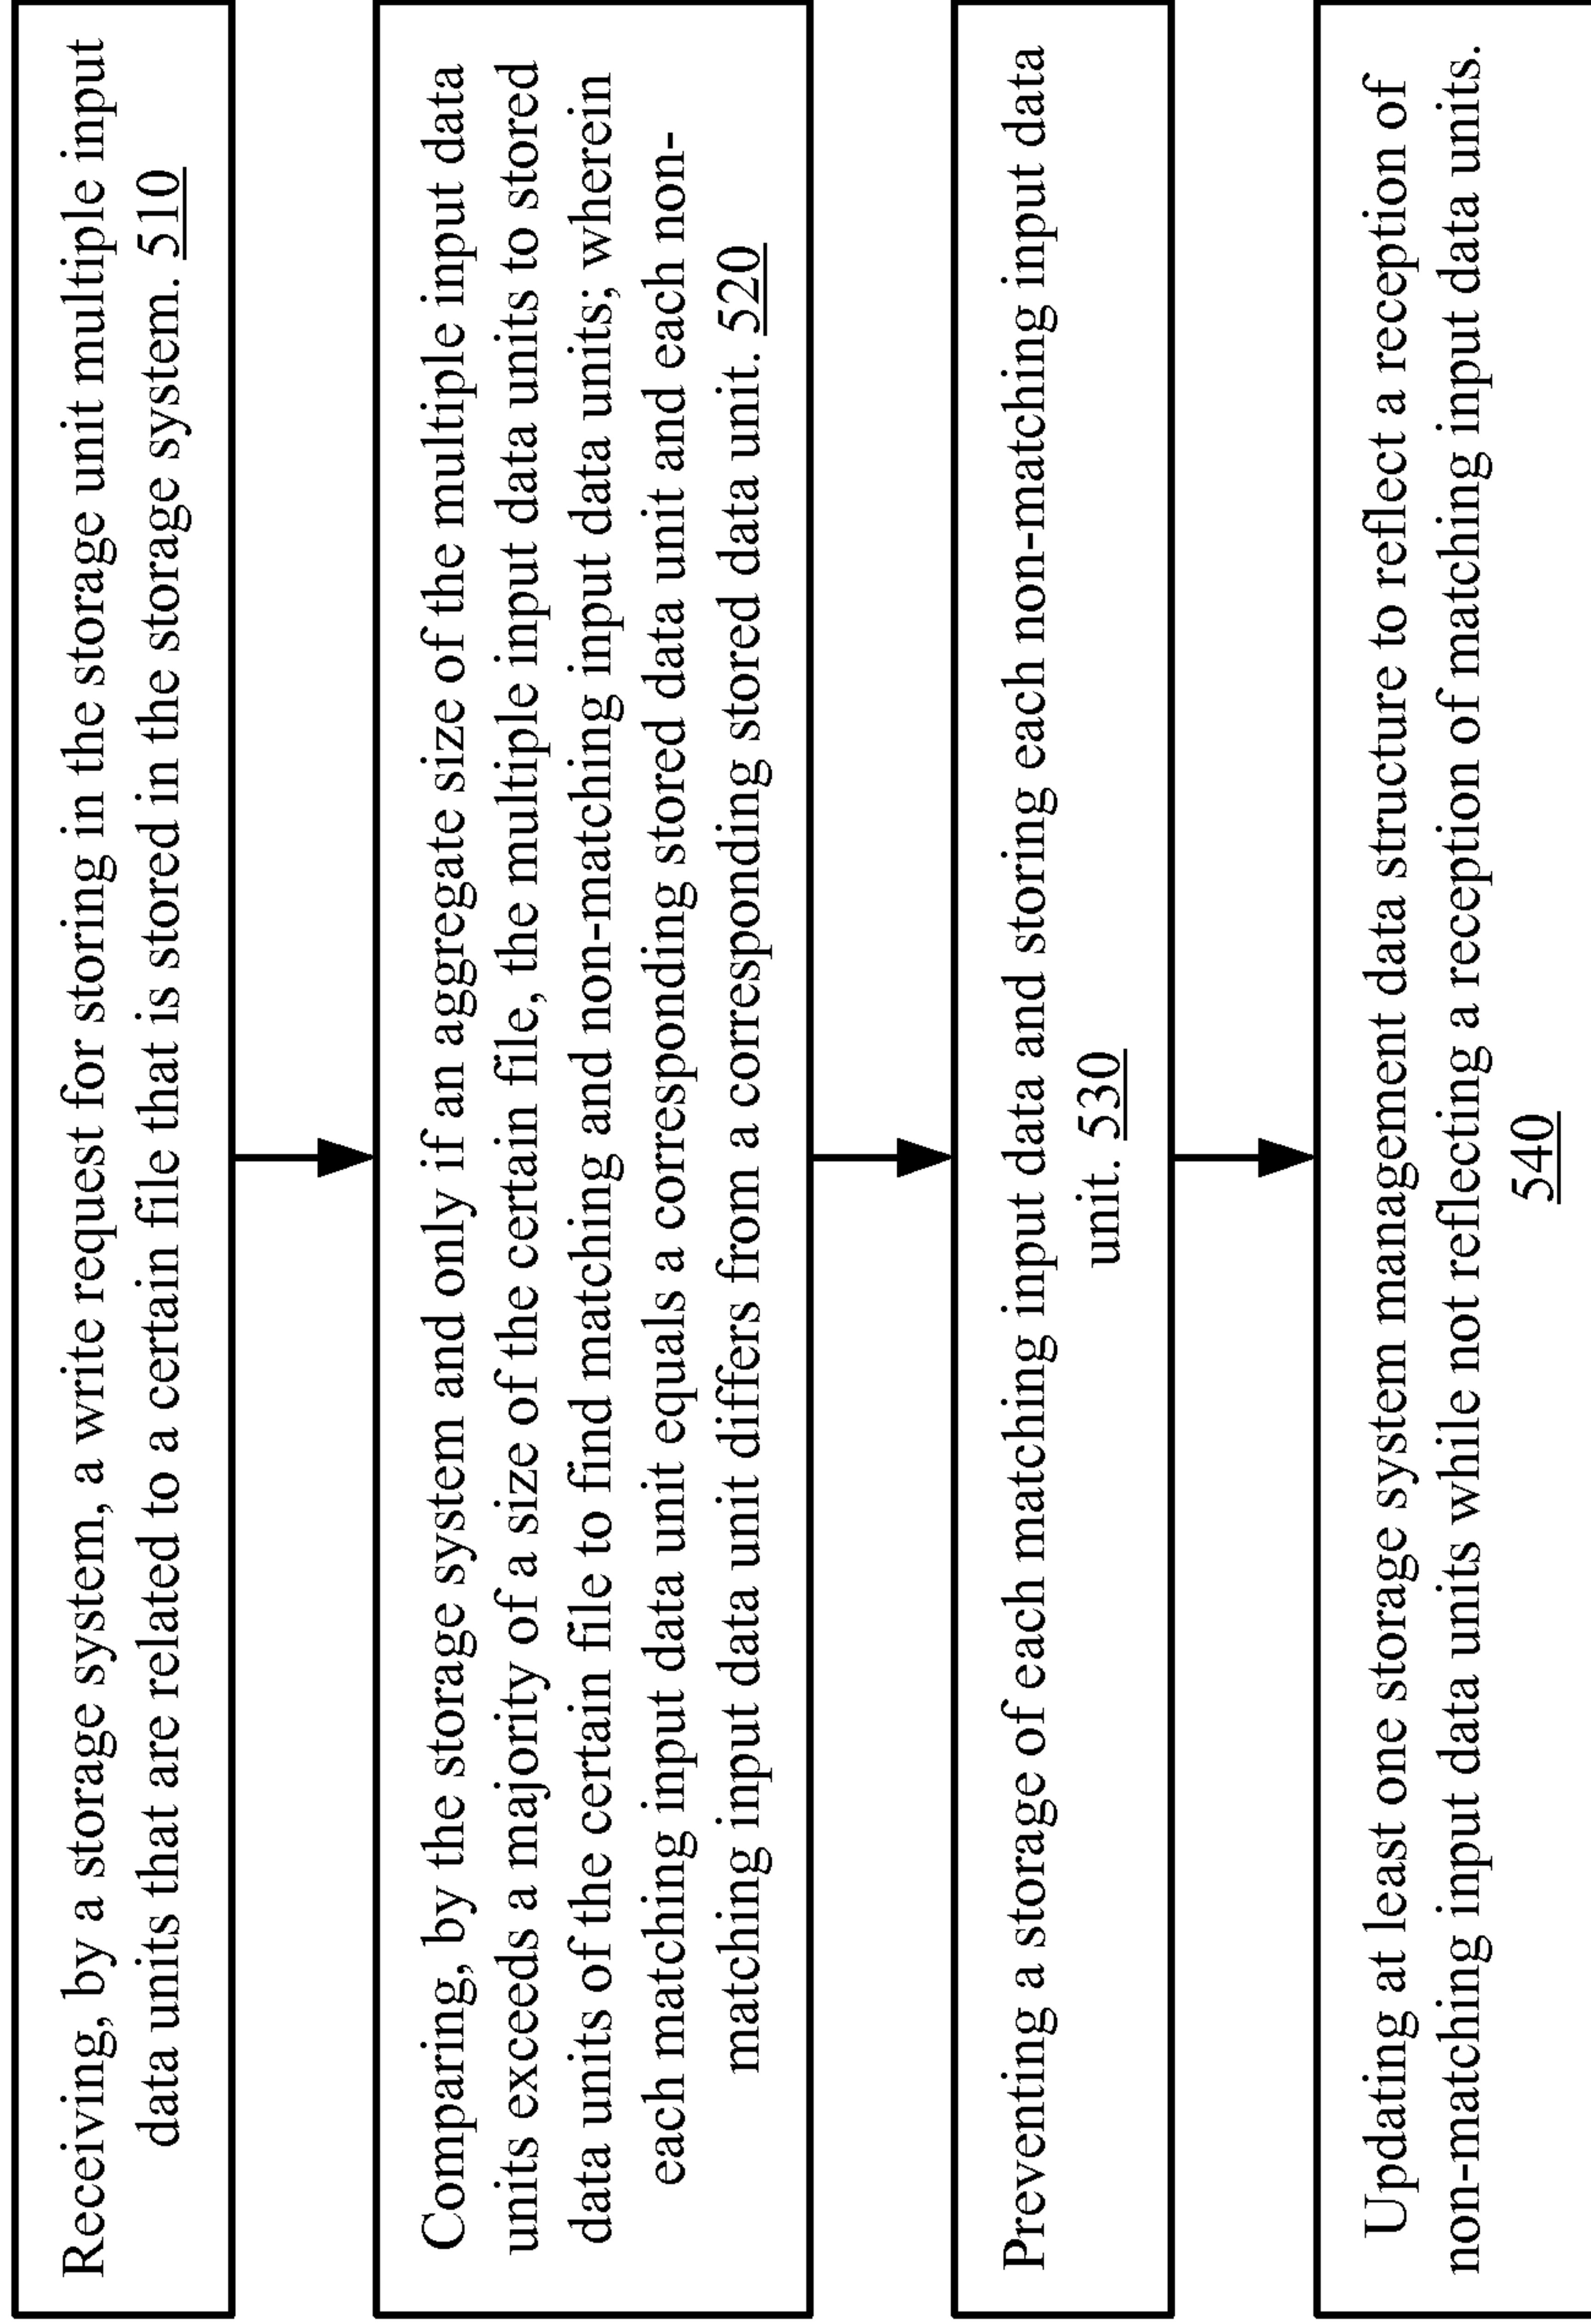 Receiving, by a storage system, a write request for storing in the storage unit multiple input
data units that are related to a certain file that is stored in the storage system. 510
Comparing, by the storage system and only if an aggregate size of the multiple input data
units exceeds a majority of a size of the certain file, the multiple input data units to stored
data units of the certain file to find matching and non-matching input data units; wherein
each matching input data unit equals a corresponding stored data unit and each non-
matching input data unit differs from a corresponding stored data unit. 520
Preventing a storage of each matching input data and storing each non-matching input data
unit. 530
Updating at least one storage system management data structure to reflect a reception of
non-matching input data units while not reflecting a reception of matching input data units.
540